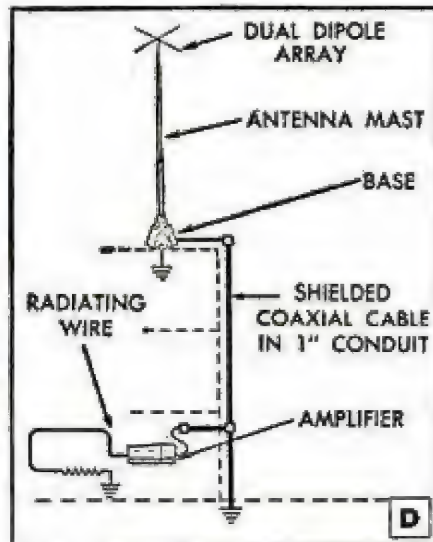 DUAL DIPOLE
ARRAY
ANTENNA MAST
BASE
RADIATING
WIRE
SHIELDED
COAXIAL CABLE
IN 1" CONDUIT
AMPLIFIER
D